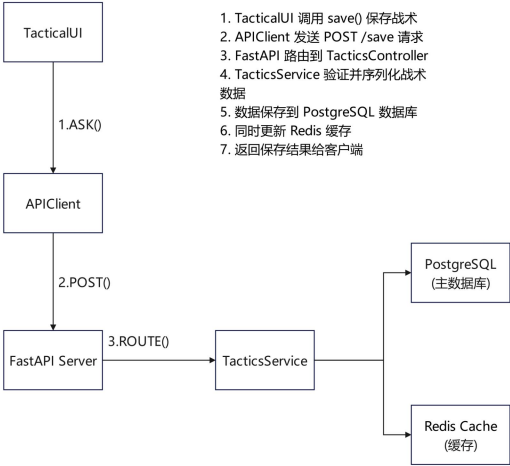 TacticalUI
1. TacticalUI 调用 save() 保存战术
2. APIClient 发送 POST /save 请求
3. FastAPI 路由到 TacticsController
4. TacticsService 验证并序列化战术
数据
5. 数据保存到 PostgreSQL 数据库
6. 同时更新 Redis 缓存
7. 返回保存结果给客户端
1.ASK()
APIClient
2.POST()
PostgreSQL
(主数据库)
3.ROUTE()
FastAPI Server
TacticsService
Redis Cache
(缓存)